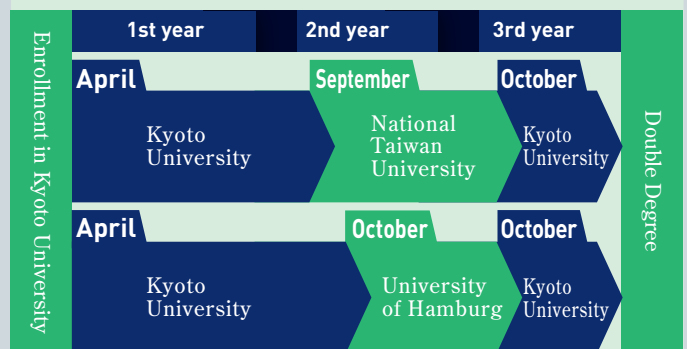 Enrollment in Kyoto University
1st year
2nd year
3rd year
April
September
October
Kyoto
University
National
Taiwan
University
Kyoto
University
April
October
October
Kyoto
University
University
of Hamburg
Kyoto
University
Double Degree